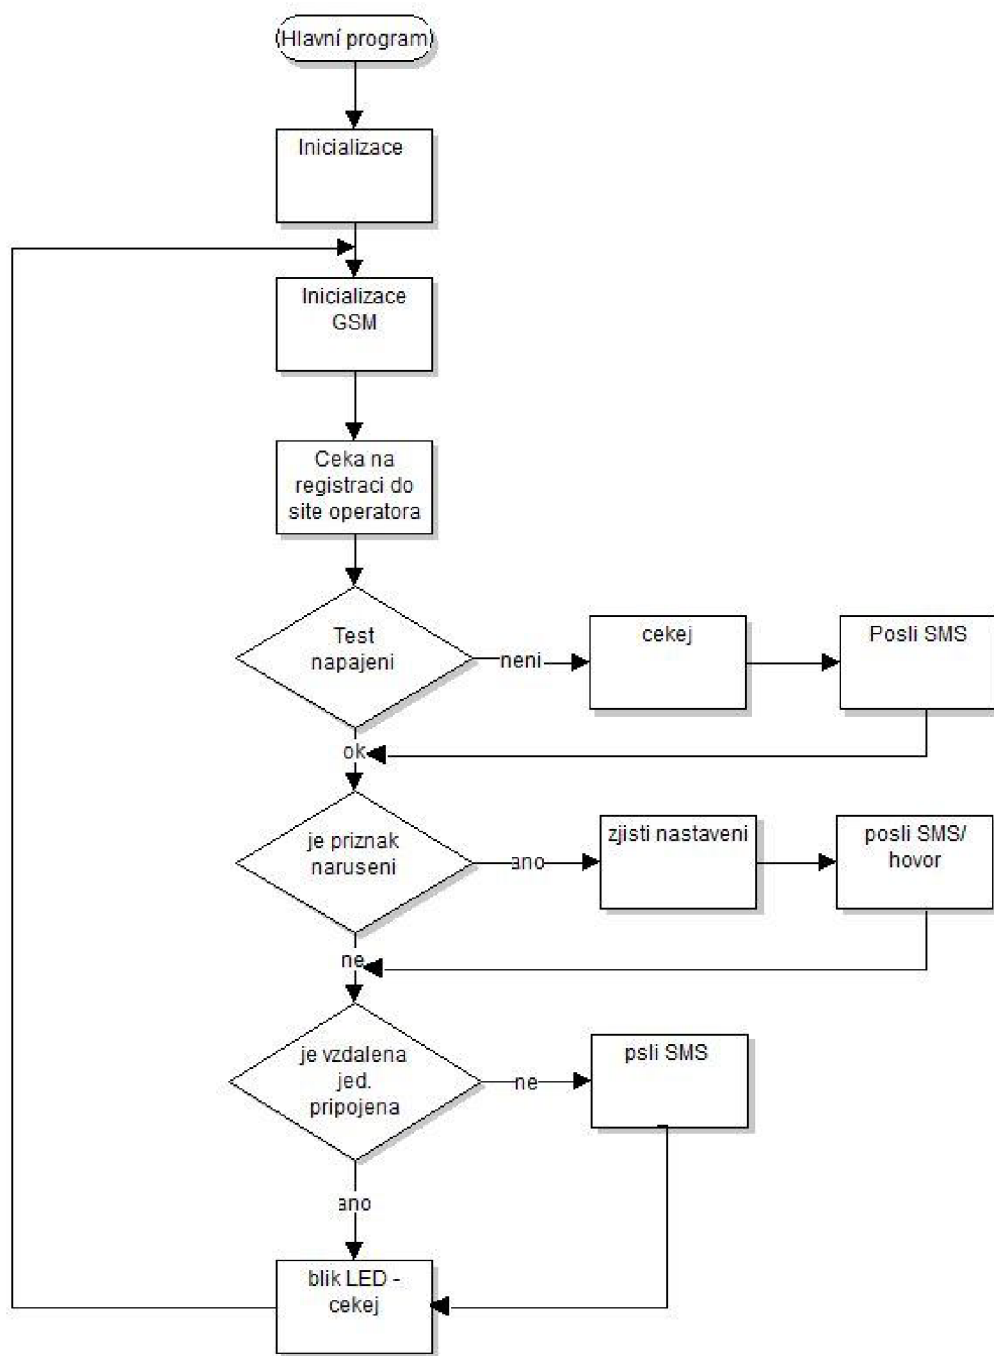 Hlavní program
Inicializace
Inicializace
GSM
Ceka na
registraci do
site operatora
Test
napajeni
neni
cekej
Posli SMS
ok
je priznak
naruseni
ano
zjisti nastaveni
posli SMS/
hovor
ne
je vzdalena
jed.
pripojena
ne
psli SMS
ano
blik LED -
cekej